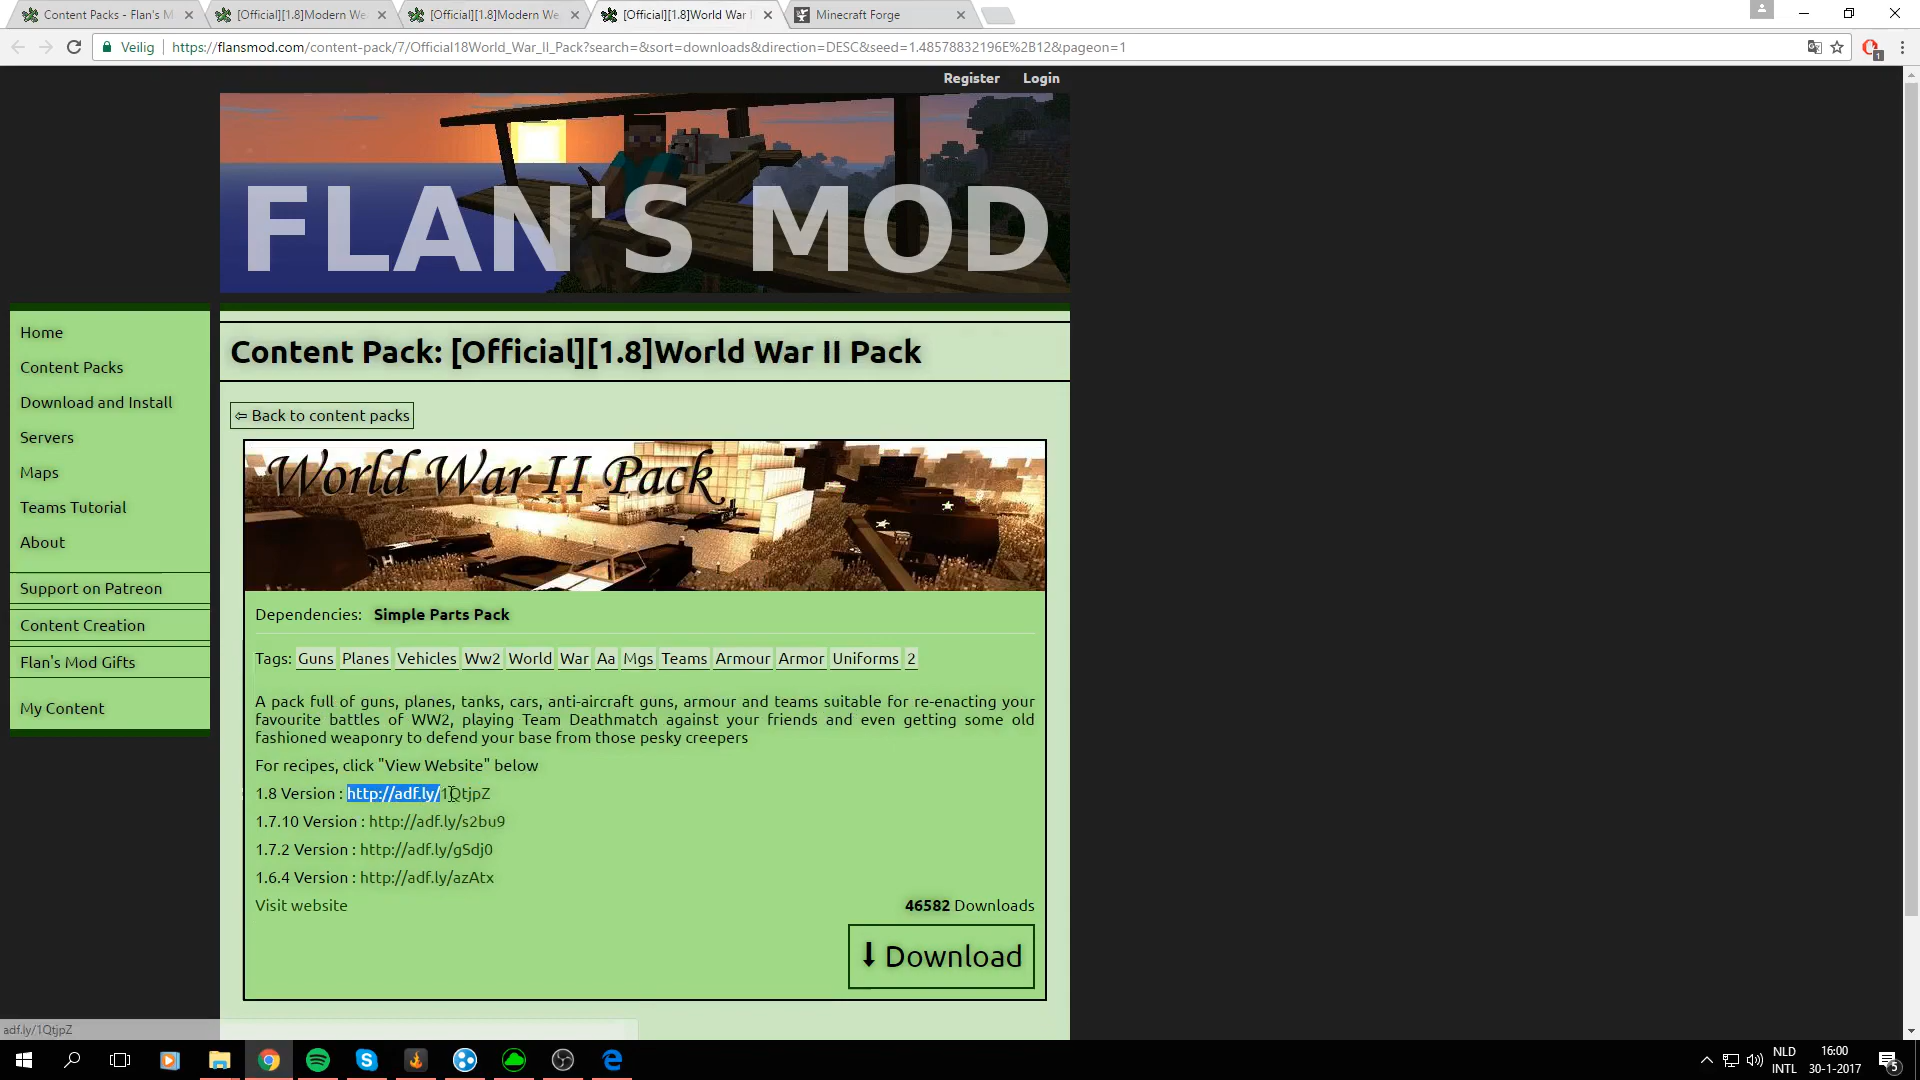 Content Packs - Flan's M
[Official][1.8]Modern We
[Official][1.8]Modern We
[Official][1.8]World War
Minecraft Forge
Veilig
https://flansmod.com/content-pack/7/Official18World_War_II_Pack?search=&sort=downloads&direction=DESC&seed=1.48578832196E%2B12&pageon=1
Register Login
FLAN'S MOD
Home
Content Packs
Download and Install
Servers
Maps
Teams Tutorial
About
Support on Patreon
Content Creation
Flan's Mod Gifts
My Content
Content Pack: [Official][1.8]World War II Pack
⇦ Back to content packs
World War II Pack
Dependencies: Simple Parts Pack
Tags: Guns Planes Vehicles Ww2 World War Aa Mgs Teams Armour Armor Uniforms 2
A pack full of guns, planes, tanks, cars, anti-aircraft guns, armour and teams suitable for re-enacting your
favourite battles of WW2, playing Team Deathmatch against your friends and even getting some old
fashioned weaponry to defend your base from those pesky creepers
For recipes, click "View Website" below
1.8 Version : http://adf.ly/1QtjpZ
1.7.10 Version : http://adf.ly/s2bu9
1.7.2 Version : http://adf.ly/gSdj0
1.6.4 Version : http://adf.ly/azAtx
Visit website
46582 Downloads
⬇ Download
adf.ly/1QtjpZ
NLD
INTL
16:00
30-1-2017
5
1